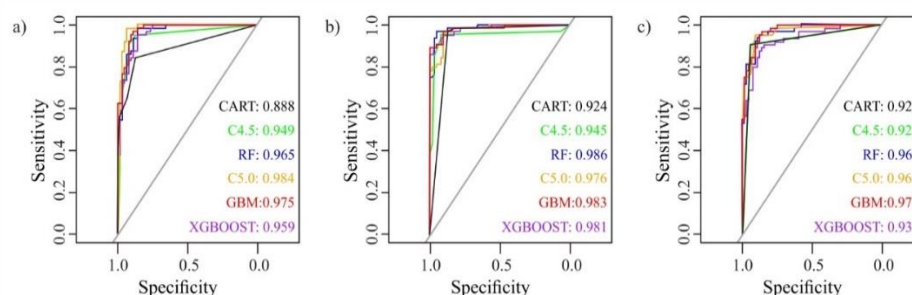 a)
Sensitivity
0.0 0.2 0.4 0.6 0.8 1.0
CART: 0.888
C4.5: 0.949
RF: 0.965
C5.0: 0.984
GBM:0.975
XGBOOST: 0.959
1.0 0.5 0.0
Specificity
b)
Sensitivity
0.0 0.2 0.4 0.6 0.8 1.0
CART: 0.924
C4.5: 0.945
RF: 0.986
C5.0: 0.976
GBM:0.983
XGBOOST: 0.981
1.0 0.5 0.0
Specificity
c)
Sensitivity
0.0 0.2 0.4 0.6 0.8 1.0
CART: 0.92
C4.5: 0.92
RF: 0.96
C5.0: 0.96
GBM: 0.97
XGBOOST: 0.93
1.0 0.5 0.0
Specificity